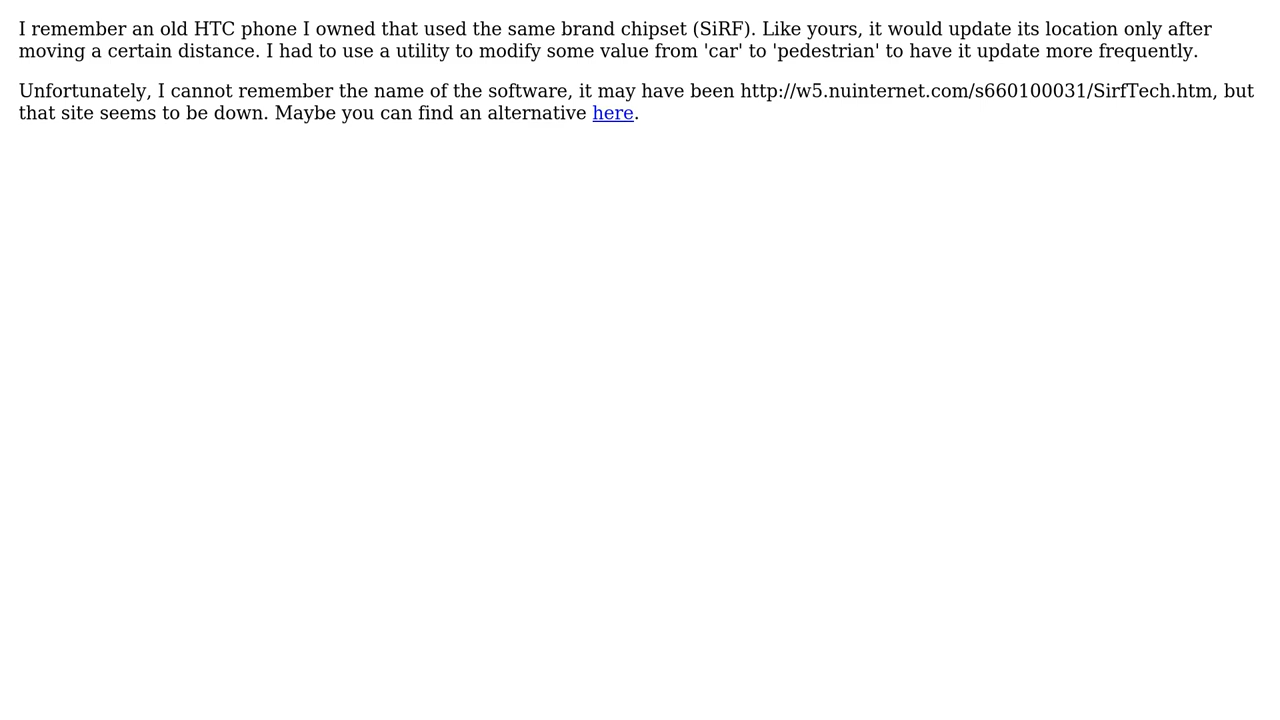 I remember an old HTC phone I owned that used the same brand chipset (SiRF). Like yours, it would update its location only after
moving a certain distance. I had to use a utility to modify some value from 'car' to 'pedestrian' to have it update more frequently.
Unfortunately, I cannot remember the name of the software, it may have been http://w5.nuinternet.com/s660100031/SirfTech.htm, but
that site seems to be down. Maybe you can find an alternative here.